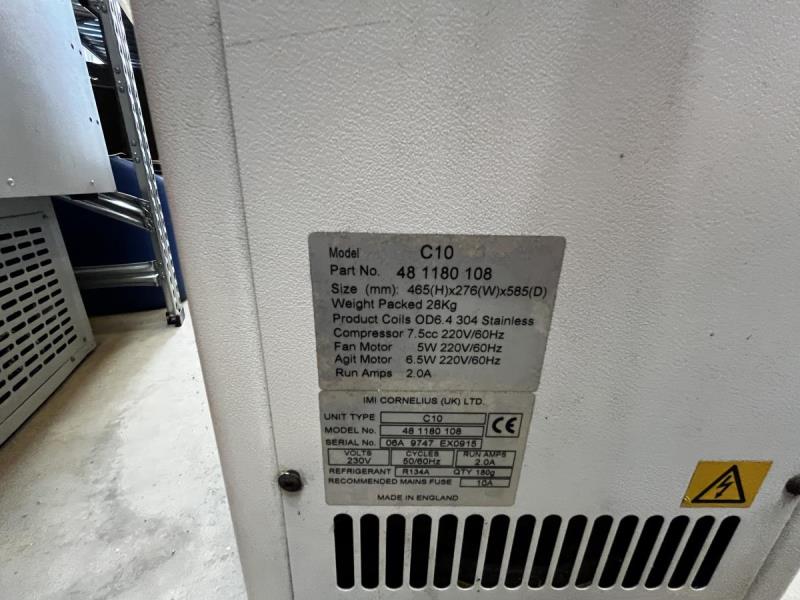 Model C10
Part No. 48 1180 108
Size (mm): 465(H)x276(W)x585(D)
Weight Packed 28Kg
Product Coils OD6.4 304 Stainless
Compressor 7.5cc 220V/60Hz
Fan Motor 5W 220V/60Hz
Agit Motor 6.5W 220V/60Hz
Run Amps 2.0A
IMI CORNELIUS (UK) LTD.
UNIT TYPE C10
MODEL No. 48 1180 108 CE
SERIAL No. 06A 9747 EX0915
VOLTS CYCLES RUN AMPS
230V 50/60Hz 2.0A
REFRIGERANT R134A QTY 180g
RECOMMENDED MAINS FUSE 10A
MADE IN ENGLAND